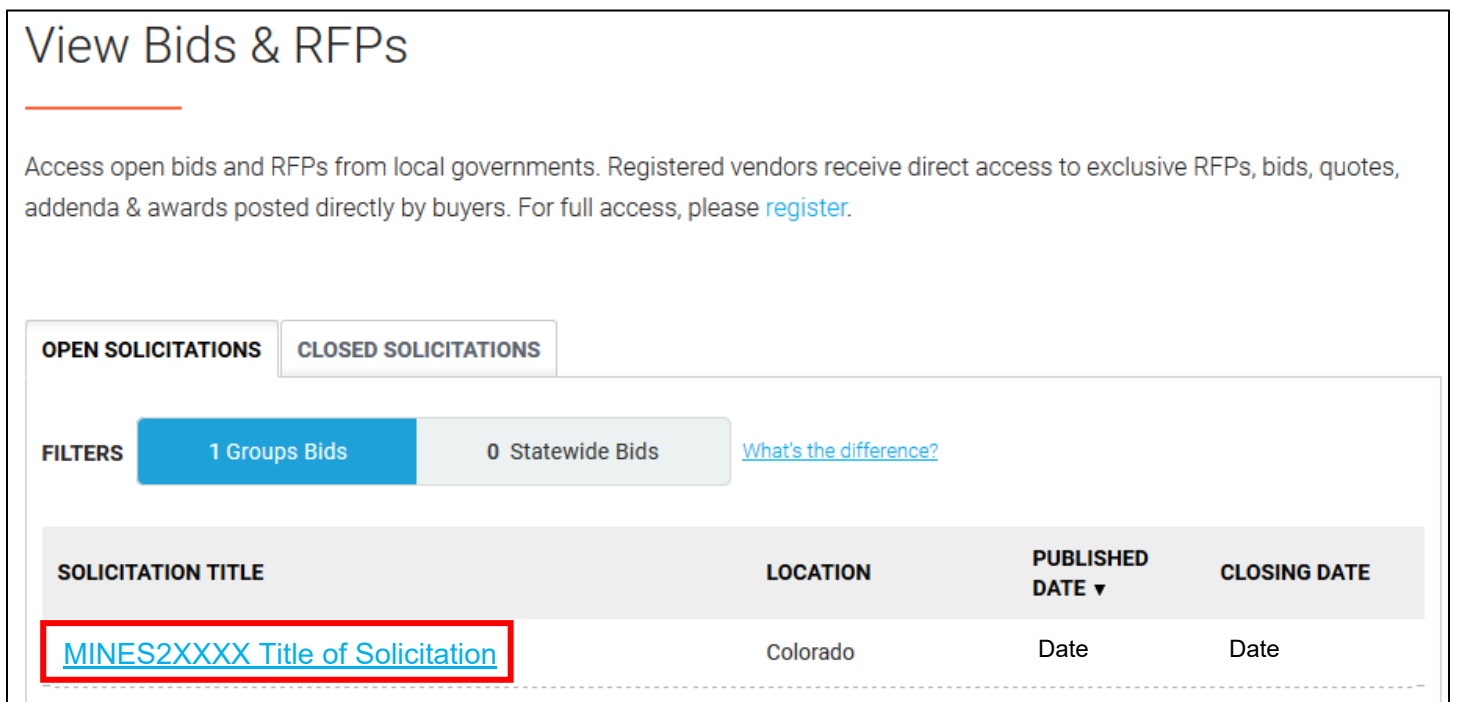 View Bids & RFPs
Access open bids and RFPs from local governments. Registered vendors receive direct access to exclusive RFPs, bids, quotes,
addenda & awards posted directly by buyers. For full access, please register.
OPEN SOLICITATIONS CLOSED SOLICITATIONS
FILTERS 1 Groups Bids 0 Statewide Bids What's the difference?
SOLICITATION TITLE LOCATION PUBLISHED DATE ▼ CLOSING DATE
MINES2XXXX Title of Solicitation Colorado Date Date